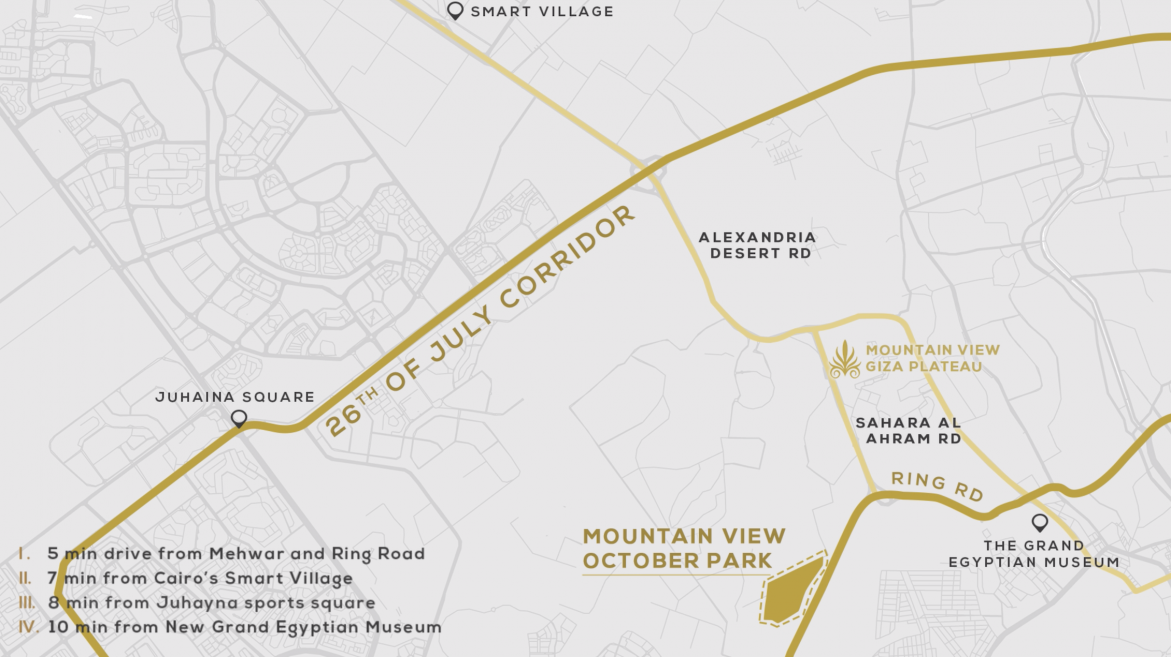 SMART VILLAGE
ALEXANDRIA
DESERT RD
26TH OF JULY CORRIDOR
MOUNTAIN VIEW
GIZA PLATEAU
JUHAINA SQUARE
SAHARA AL
AHRAM RD
RING RD
MOUNTAIN VIEW
OCTOBER PARK
THE GRAND
EGYPTIAN MUSEUM
I. 5 min drive from Mehwar and Ring Road
II. 7 min from Cairo's Smart Village
III. 8 min from Juhayna sports square
IV. 10 min from New Grand Egyptian Museum